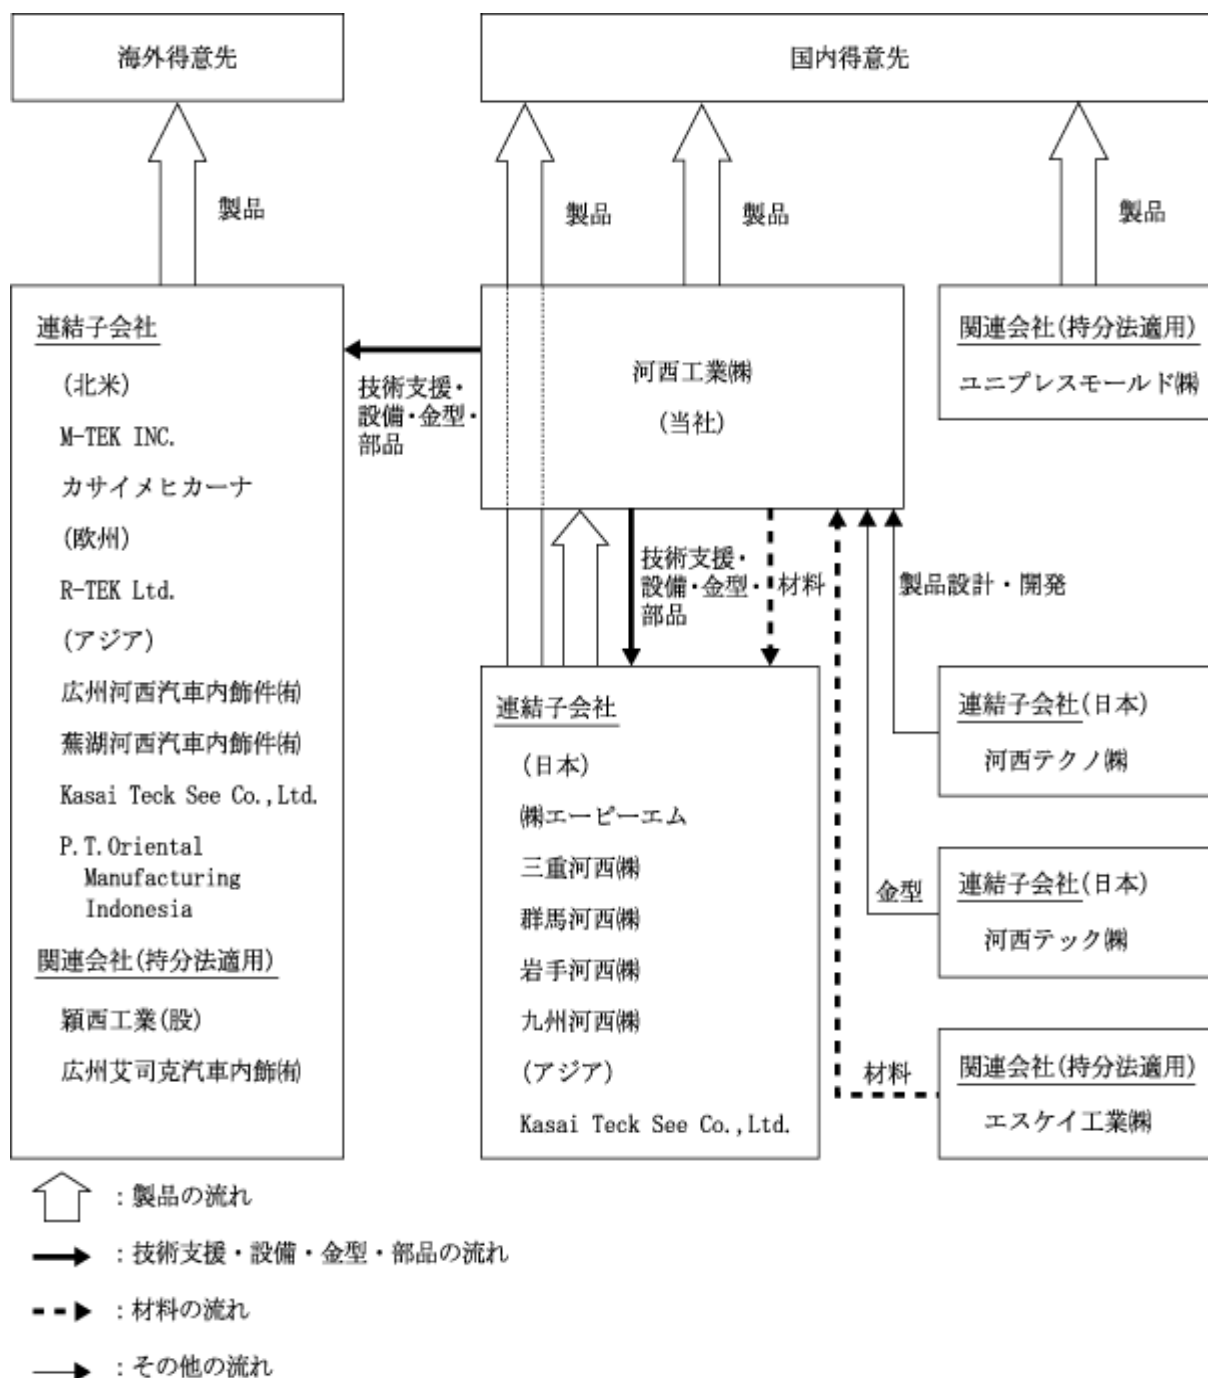 海外得意先
国内得意先
製品
製品
製品
製品
連結子会社
(北米)
M-TEK INC.
カサイメヒカーナ
(欧州)
R-TEK Ltd.
(アジア)
広州河西汽車内飾件㈲
蕪湖河西汽車内飾件㈲
Kasai Teck See Co.,Ltd.
P.T.Oriental
Manufacturing
Indonesia
関連会社(持分法適用)
穎西工業(股)
広州艾司克汽車内飾㈲
技術支援・
設備・金型・
部品
河西工業㈱
(当社)
関連会社(持分法適用)
ユニプレスモールド㈱
技術支援・
設備・金型・
部品
材料
製品設計・開発
連結子会社
(日本)
㈱エーピーエム
三重河西㈱
群馬河西㈱
岩手河西㈱
九州河西㈱
(アジア)
Kasai Teck See Co.,Ltd.
連結子会社(日本)
河西テクノ㈱
金型
連結子会社(日本)
河西テック㈱
材料
関連会社(持分法適用)
エスケイ工業㈱
：製品の流れ
：技術支援・設備・金型・部品の流れ
：材料の流れ
：その他の流れ